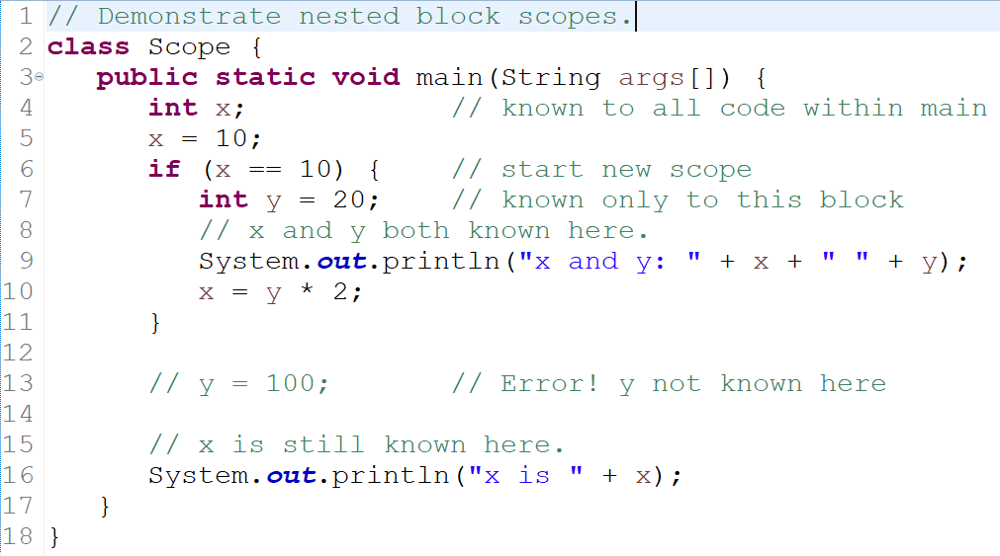 1 // Demonstrate nested block scopes.
2 class Scope {
3 public static void main(String args[]) {
4 int x; // known to all code within main
5 x = 10;
6 if (x == 10) { // start new scope
7 int y = 20; // known only to this block
8 // x and y both known here.
9 System.out.println("x and y: " + x + " " + y);
10 x = y * 2;
11 }
12
13 // y = 100; // Error! y not known here
14
15 // x is still known here.
16 System.out.println("x is " + x);
17 }
18 }